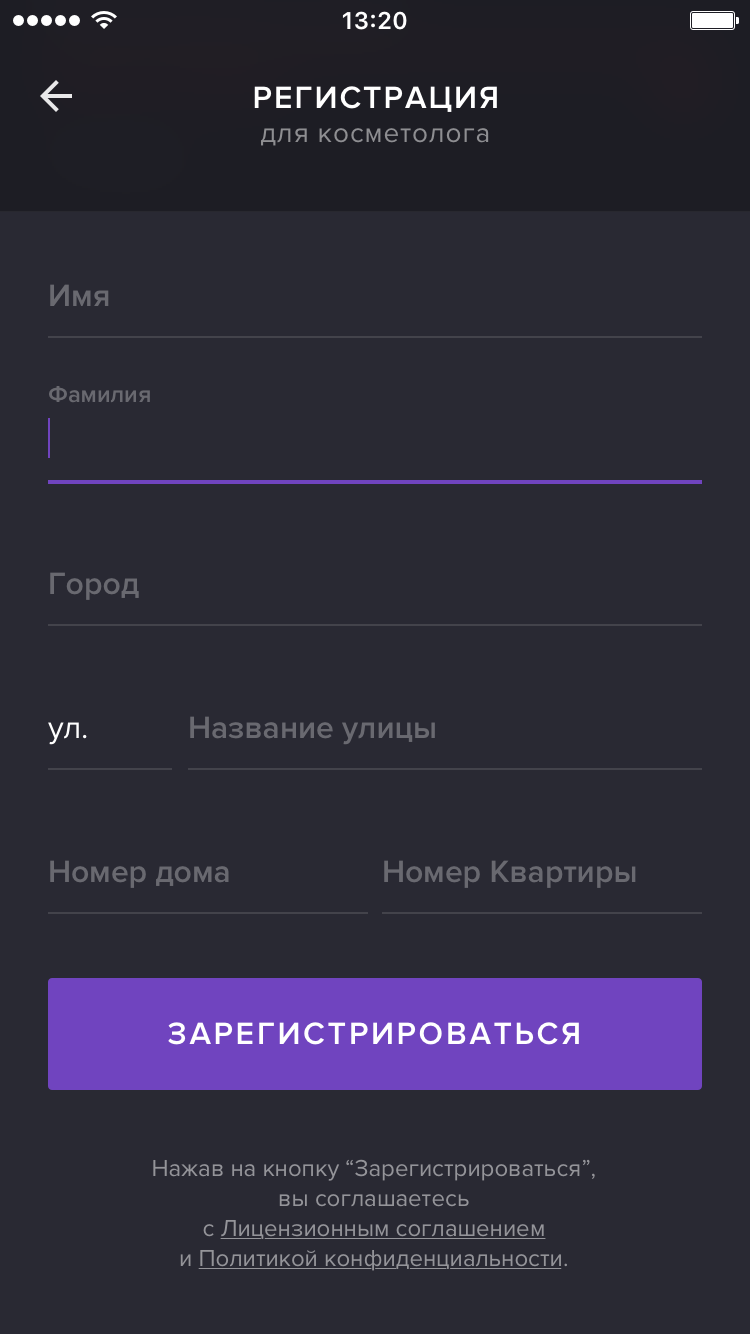 13:20
РЕГИСТРАЦИЯ
для косметолога
Имя
Фамилия
Город
ул. Название улицы
Номер дома Номер Квартиры
ЗАРЕГИСТРИРОВАТЬСЯ
Нажав на кнопку “Зарегистрироваться”,
вы соглашаетесь
с Лицензионным соглашением
и Политикой конфиденциальности.